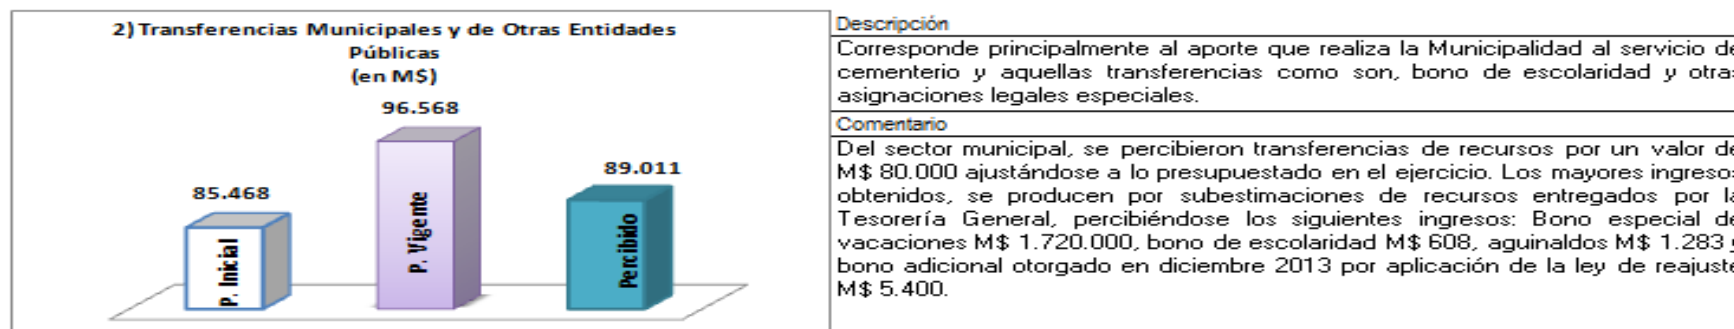 2) Transferencias Municipales y de Otras Entidades
Públicas
(en M$)
96.568
89.011
85.468
P. Inicial
P. Vigente
Percibido
Descripción
Corresponde principalmente al aporte que realiza la Municipalidad al servicio de
cementerio y aquellas transferencias como son, bono de escolaridad y otras
asignaciones legales especiales.
Comentario
Del sector municipal, se percibieron transferencias de recursos por un valor de
M$ 80.000 ajustándose a lo presupuestado en el ejercicio. Los mayores ingresos
obtenidos, se producen por subestimaciones de recursos entregados por la
Tesorería General, percibiéndose los siguientes ingresos: Bono especial de
vacaciones M$ 1.720.000, bono de escolaridad M$ 608, aguinaldos M$ 1.283 y
bono adicional otorgado en diciembre 2013 por aplicación de la ley de reajuste
M$ 5.400.